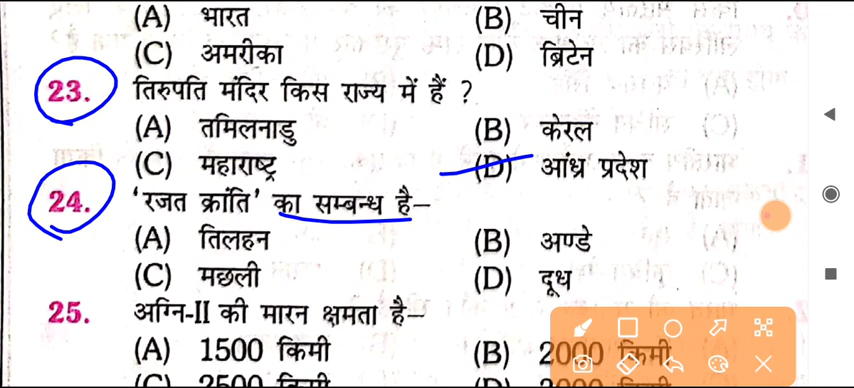 (A) भारत (B) चीन
(C) अमरीका (D) ब्रिटेन
23. तिरुपति मंदिर किस राज्य में हैं ?
(A) तमिलनाडु (B) केरल
(C) महाराष्ट्र (D) आंध्र प्रदेश
24. 'रजत क्रांति' का सम्बन्ध है–
(A) तिलहन (B) अण्डे
(C) मछली (D) दूध
25. अग्नि-II की मारन क्षमता है–
(A) 1500 किमी (B) 2000 किमी
(C) 2500 किमी (D)